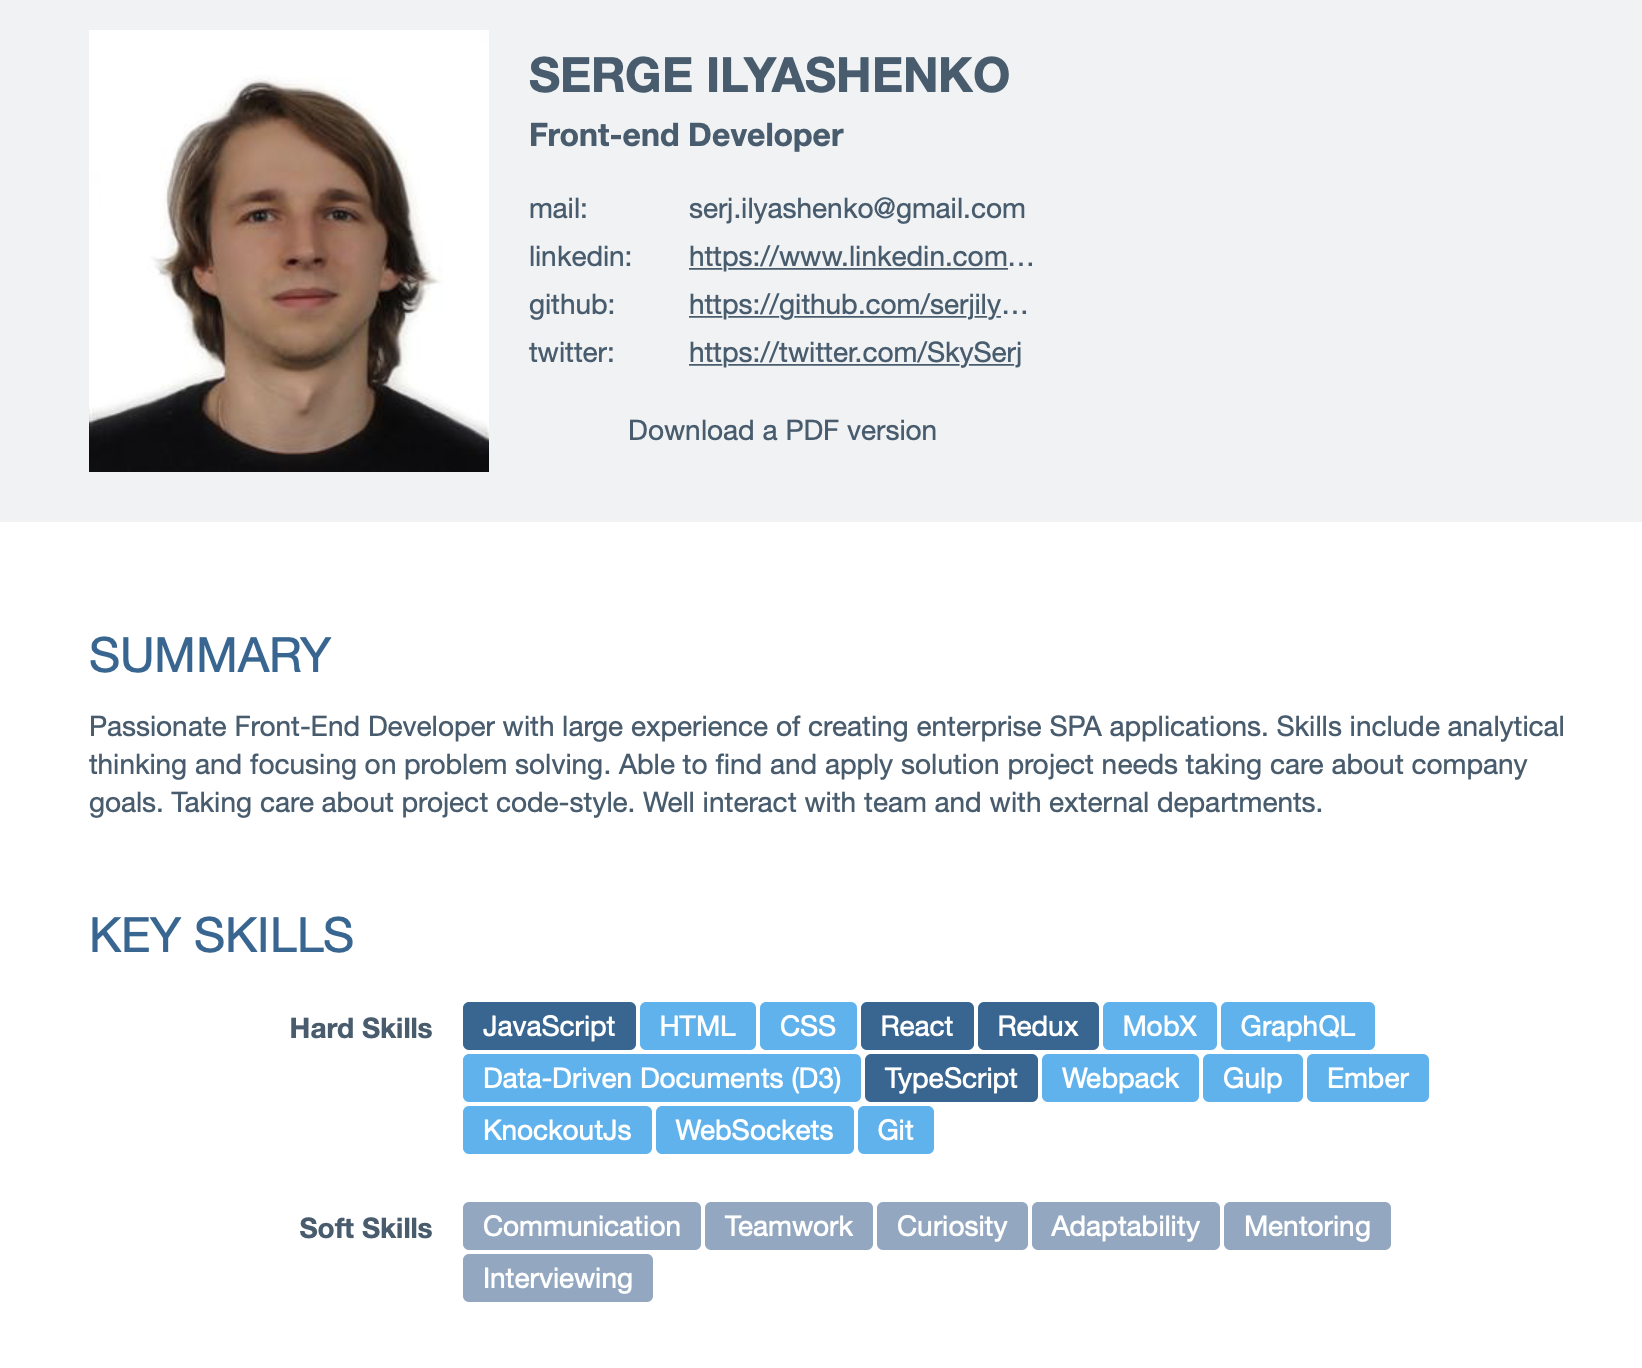 SERGE ILYASHENKO
Front-end Developer
mail: serj.ilyashenko@gmail.com
linkedin: https://www.linkedin.com…
github: https://github.com/serjily…
twitter: https://twitter.com/SkySerj
Download a PDF version
SUMMARY
Passionate Front-End Developer with large experience of creating enterprise SPA applications. Skills include analytical
thinking and focusing on problem solving. Able to find and apply solution project needs taking care about company
goals. Taking care about project code-style. Well interact with team and with external departments.
KEY SKILLS
Hard Skills JavaScript HTML CSS React Redux MobX GraphQL
Data-Driven Documents (D3) TypeScript Webpack Gulp Ember
KnockoutJs WebSockets Git
Soft Skills Communication Teamwork Curiosity Adaptability Mentoring
Interviewing